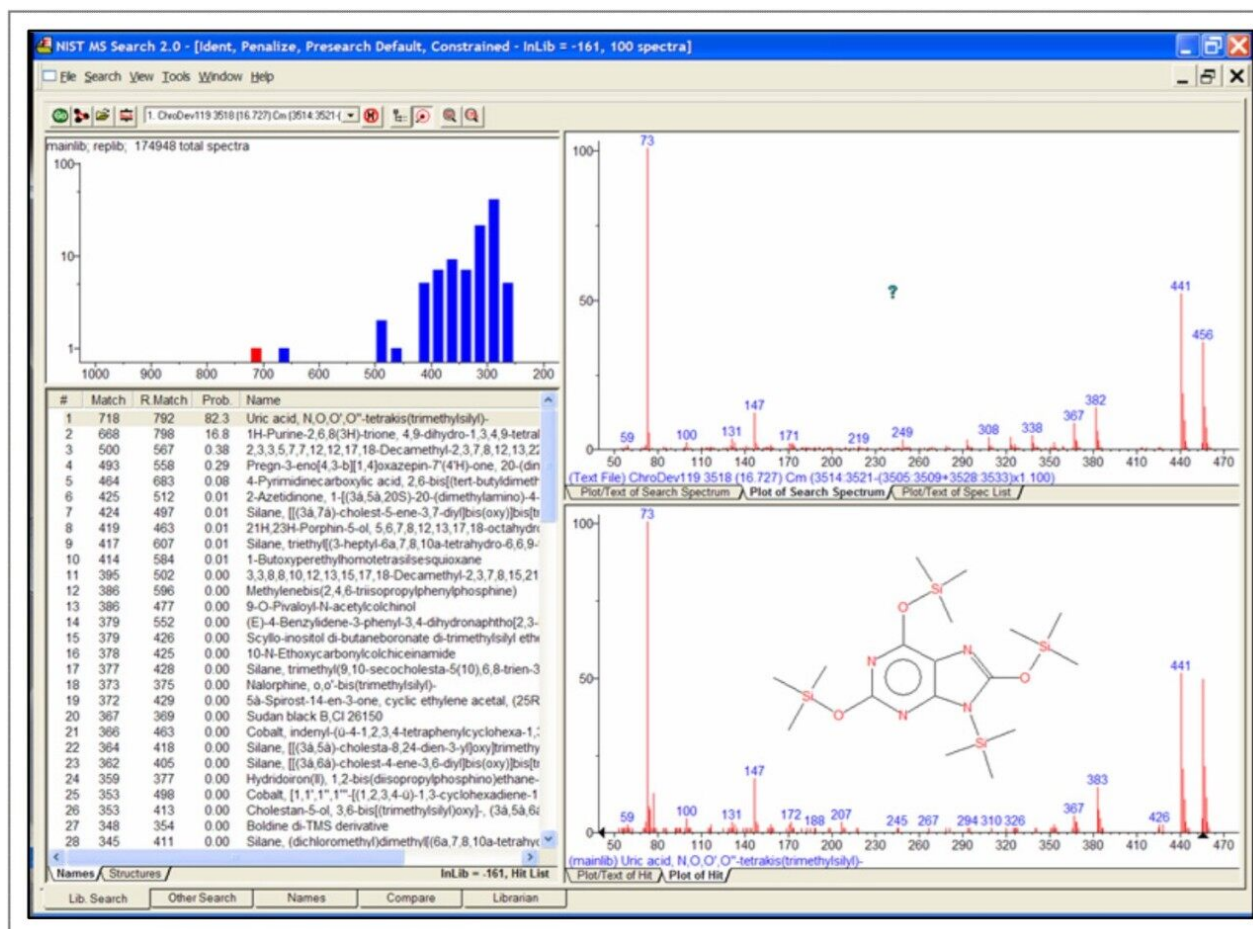 NIST MS Search 2.0 - [Ident, Penalize, Presearch Default, Constrained - InLib = -161, 100 spectra]
File Search View Tools Window Help
1. ChroDev119 3518 (16.727) Cm (3514:3521-(
mainlib; replib; 174948 total spectra
100
10
1
1000 900 800 700 600 500 400 300 200
# Match R.Match Prob. Name
1 718 792 82.3 Uric acid, N,O,O',O''-tetrakis(trimethylsilyl)-
2 668 798 16.8 1H-Purine-2,6,8(3H)-trione, 4,9-dihydro-1,3,4,9-tetral
3 500 567 0.38 2,3,3,5,7,7,12,12,17,18-Decamethyl-2,3,7,8,12,13,22
4 493 558 0.29 Pregn-3-eno[4,3-b][1,4]oxazepin-7'(4'H)-one, 20-(din
5 464 683 0.08 4-Pyrimidinecarboxylic acid, 2,6-bis[(tert-butyldimeth
6 425 512 0.01 2-Azetidinone, 1-[(3á,5à,20S)-20-(dimethylamino)-4-
7 424 497 0.01 Silane, [[(3á,7á)-cholest-5-ene-3,7-diyl]bis(oxy)]bis[tr
8 419 463 0.01 21H,23H-Porphin-5-ol, 5,6,7,8,12,13,17,18-octahydr
9 417 607 0.01 Silane, triethyl[(3-heptyl-6a,7,8,10a-tetrahydro-6,6,9-
10 414 584 0.01 1-Butoxyperethylhomotetrasilsesquioxane
11 395 502 0.00 3,3,8,8,10,12,13,15,17,18-Decamethyl-2,3,7,8,15,21
12 386 596 0.00 Methylenebis(2,4,6-triisopropylphenylphosphine)
13 386 477 0.00 9-O-Pivaloyl-N-acetylcolchinol
14 379 552 0.00 (E)-4-Benzylidene-3-phenyl-3,4-dihydronaphtho[2,3-
15 379 426 0.00 Scyllo-inositol di-butaneboronate di-trimethylsilyl ethe
16 378 425 0.00 10-N-Ethoxycarbonylcolchiceinamide
17 377 428 0.00 Silane, trimethyl(9,10-secocholesta-5(10),6,8-trien-3
18 373 375 0.00 Nalorphine, o,o'-bis(trimethylsilyl)-
19 372 429 0.00 5à-Spirost-14-en-3-one, cyclic ethylene acetal, (25R
20 367 369 0.00 Sudan black B,CI 26150
21 366 463 0.00 Cobalt, indenyl-(ü-4-1,2,3,4-tetraphenylcyclohexa-1,
22 364 418 0.00 Silane, [[(3á,5à)-cholesta-8,24-dien-3-yl]oxy]trimethy
23 362 405 0.00 Silane, [[(3á,6á)-cholest-4-ene-3,6-diyl]bis(oxy)]bis[t
24 359 377 0.00 Hydridoiron(II), 1,2-bis(diisopropylphosphino)ethane-
25 353 498 0.00 Cobalt, [1,1',1'',1'''-[(1,2,3,4-ü)-1,3-cyclohexadiene-1
26 353 413 0.00 Cholestan-5-ol, 3,6-bis[(trimethylsilyl)oxy]-, (3á,5à,6á
27 348 354 0.00 Boldine di-TMS derivative
28 345 411 0.00 Silane, (dichloromethyl)dimethyl[(6a,7,8,10a-tetrahyd
Names Structures InLib = -161, Hit List
Lib. Search Other Search Names Compare Librarian
100
50
0
73
?
441
456
147
382
367
59 100 131 171 219 249 308 338
50 80 110 140 170 200 230 260 290 320 350 380 410 440 470
(Text File) ChroDev119 3518 (16.727) Cm (3514:3521-(3505:3509+3528:3533)x1.100)
Plot/Text of Search Spectrum Plot of Search Spectrum Plot/Text of Spec List
100
50
0
73
O Si
N N Si
O
Si O N N
Si
441
147
383
59 100 131 172 188 207 245 267 294 310 326 367 426
50 80 110 140 170 200 230 260 290 320 350 380 410 440 470
(mainlib) Uric acid, N,O,O',O''-tetrakis(trimethylsilyl)-
Plot/Text of Hit Plot of Hit